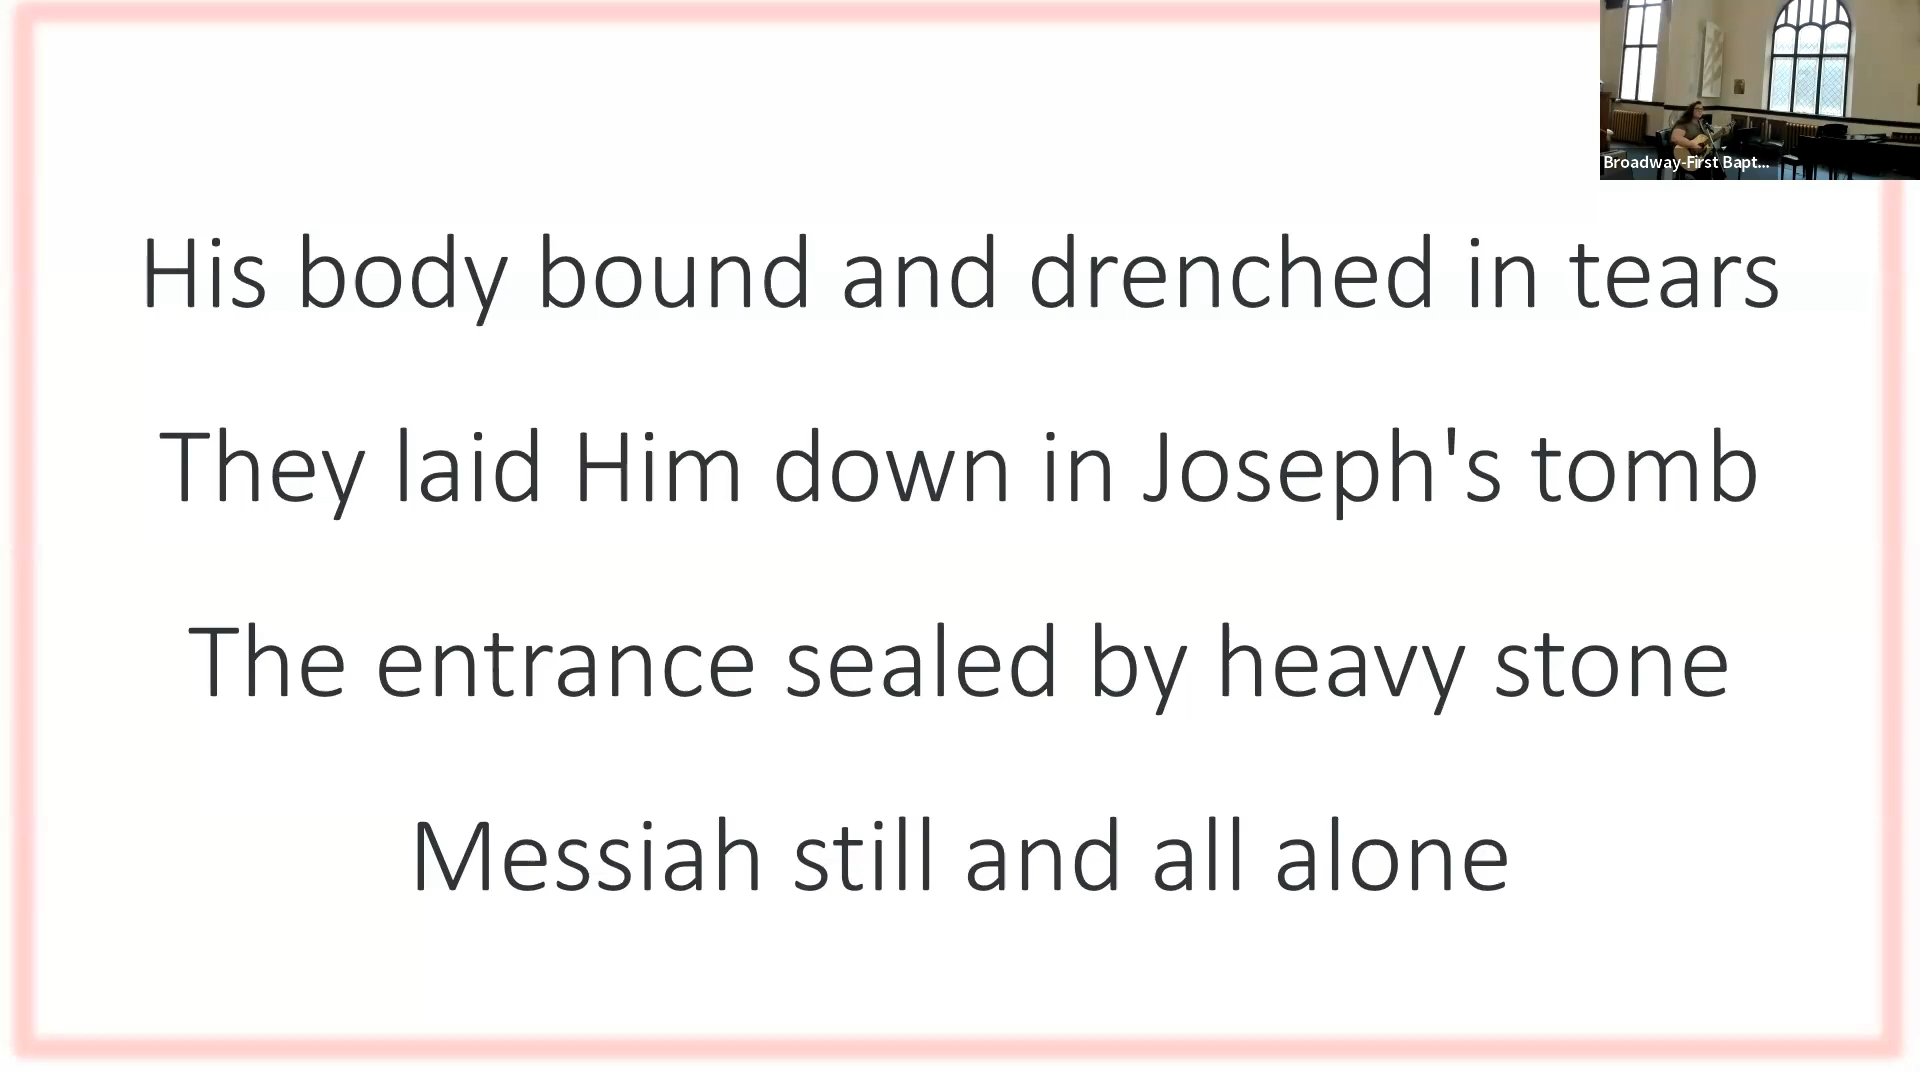 Broadway-First Bapt...
His body bound and drenched in tears
They laid Him down in Joseph's tomb
The entrance sealed by heavy stone
Messiah still and all alone